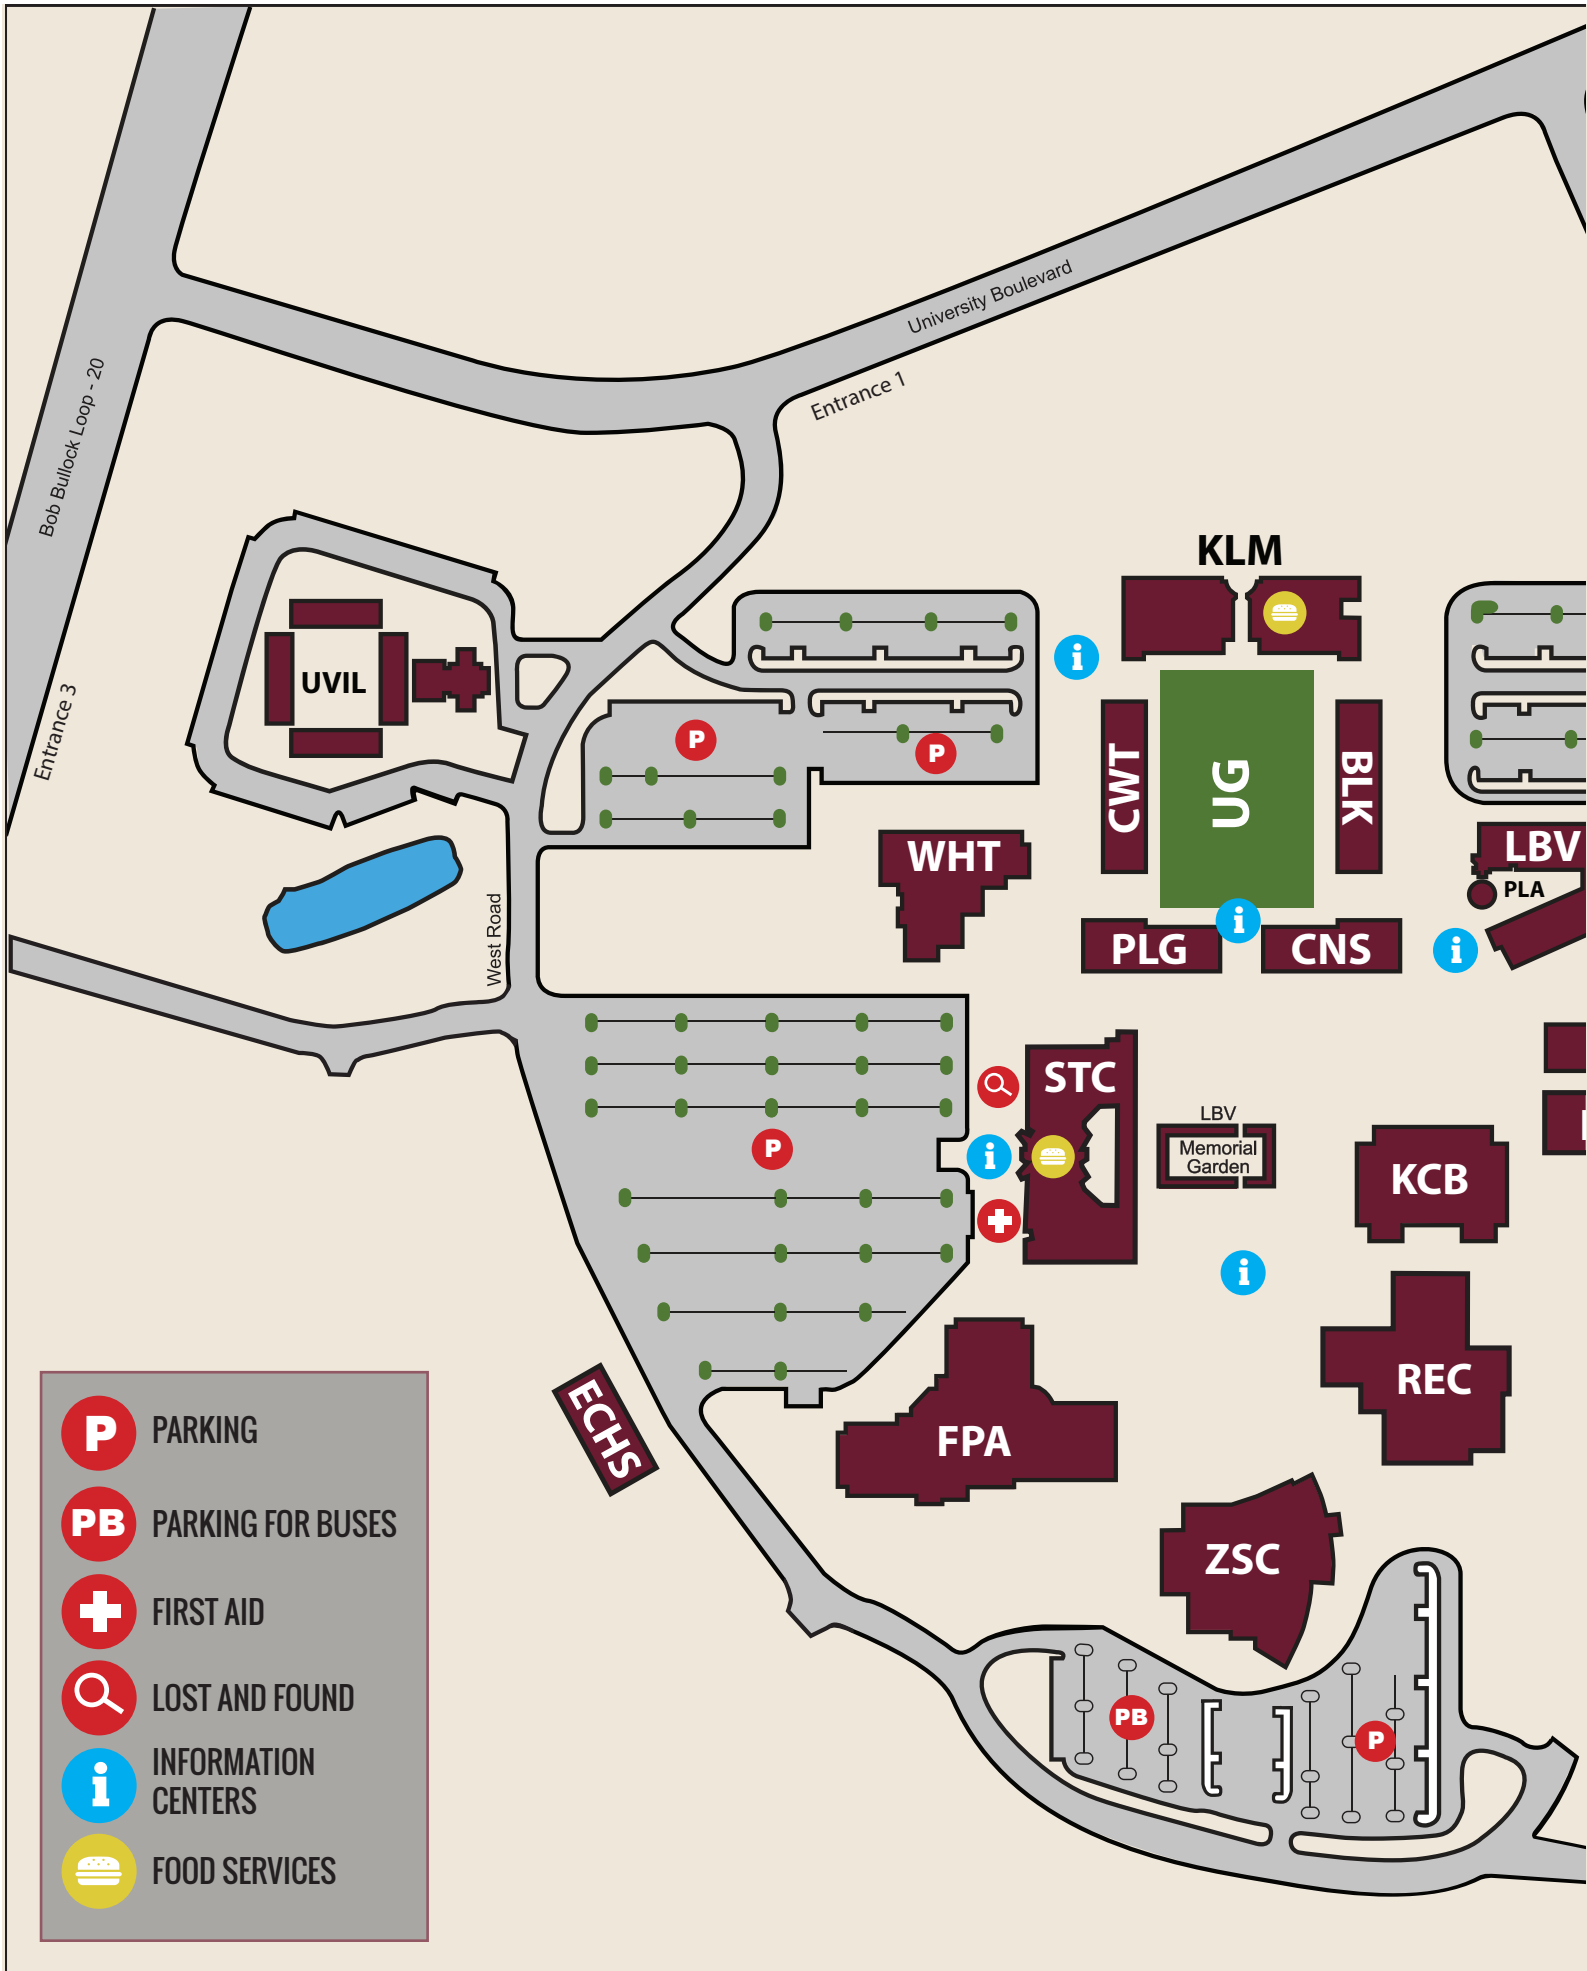 University Boulevard
Entrance 1
Bob Bullock Loop - 20
Entrance 3
KLM
UVIL
P
P
CWT
UG
BLK
WHT
LBV
PLA
West Road
PLG
CNS
STC
LBV
Memorial
Garden
P
KCB
REC
ECHS
FPA
ZSC
PB
P
P PARKING
PB PARKING FOR BUSES
FIRST AID
LOST AND FOUND
INFORMATION
CENTERS
FOOD SERVICES